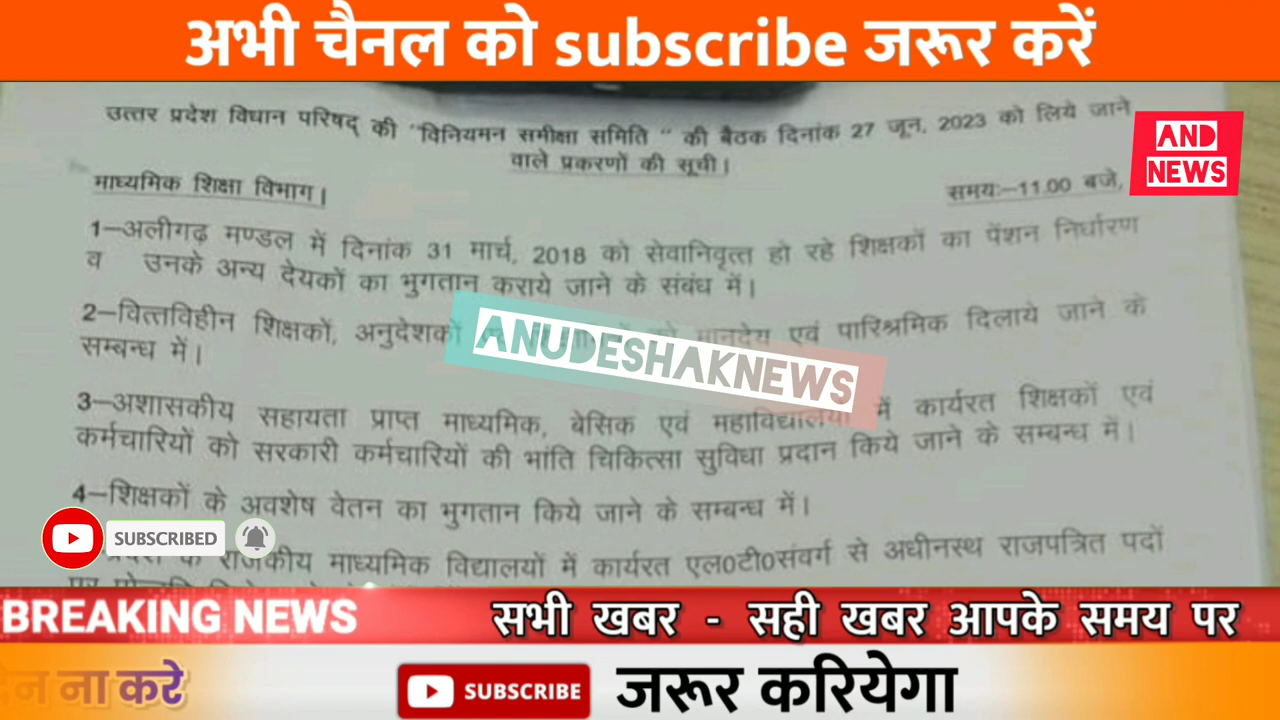 अभी चैनल को subscribe जरूर करें
उत्तर प्रदेश विधान परिषद् की "विनियमन समीक्षा समिति " की बैठक दिनांक 27 जून, 2023 को लिये जाने
वाले प्रकरणों की सूची।
AND
NEWS
माध्यमिक शिक्षा विभाग।
समयः–11.00 बजे,
1–अलीगढ़ मण्डल में दिनांक 31 मार्च, 2018 को सेवानिवृत्त हो रहे शिक्षकों का पेंशन निर्धारण
व उनके अन्य देयकों का भुगतान कराये जाने के संबंध में।
2–वित्तविहीन शिक्षकों, अनुदेशकों मानदेय एवं पारिश्रमिक दिलाये जाने के
सम्बन्ध में।
ANUDESHAKNEWS
3–अशासकीय सहायता प्राप्त माध्यमिक, बेसिक एवं महाविद्यालयों में कार्यरत शिक्षकों एवं
कर्मचारियों को सरकारी कर्मचारियों की भांति चिकित्सा सुविधा प्रदान किये जाने के सम्बन्ध में।
4–शिक्षकों के अवशेष वेतन का भुगतान किये जाने के सम्बन्ध में।
SUBSCRIBED
के राजकीय माध्यमिक विद्यालयों में कार्यरत एल0टी0संवर्ग से अधीनस्थ राजपत्रित पदों
BREAKING NEWS
सभी खबर - सही खबर आपके समय पर
ना करे
SUBSCRIBE
जरूर करियेगा